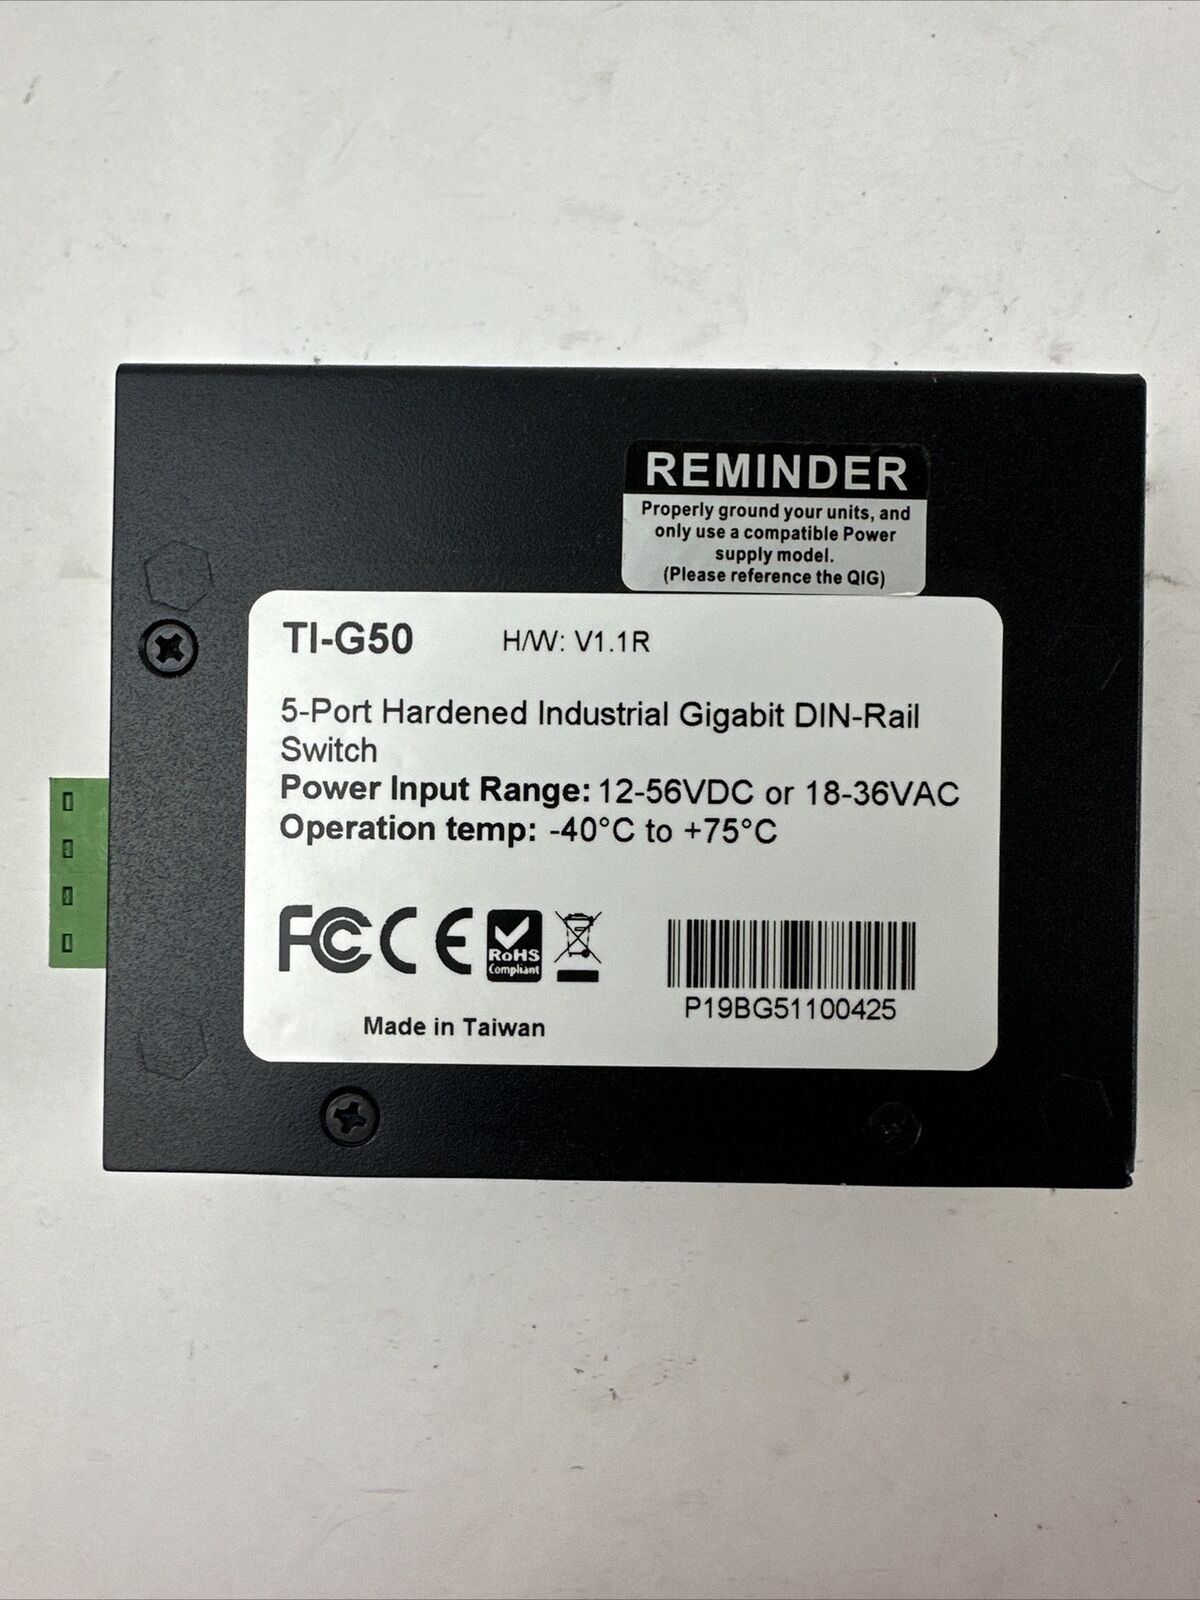 REMINDER
Properly ground your units, and
only use a compatible Power
supply model.
(Please reference the QIG)
TI-G50 H/W: V1.1R
5-Port Hardened Industrial Gigabit DIN-Rail
Switch
Power Input Range: 12-56VDC or 18-36VAC
Operation temp: -40°C to +75°C
FC CE RoHS
Compliant
P19BG51100425
Made in Taiwan